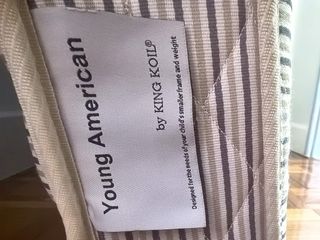 Young American
by KING KOIL®
Designed for the needs of your child's smaller frame and weight